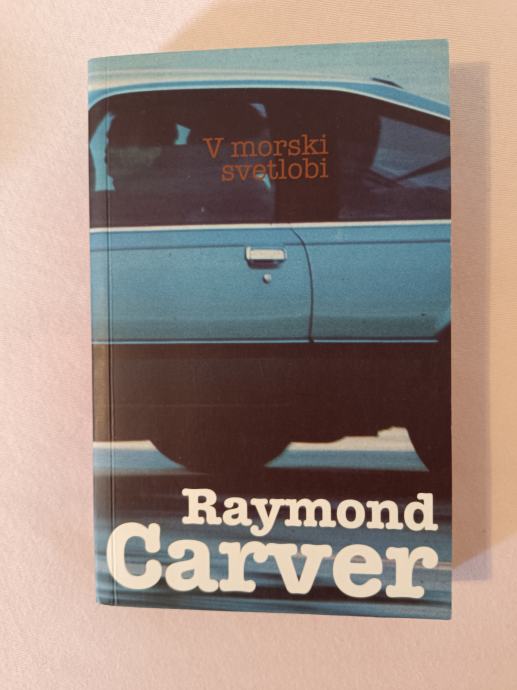 V morski
svetlobi
Raymond
Carver